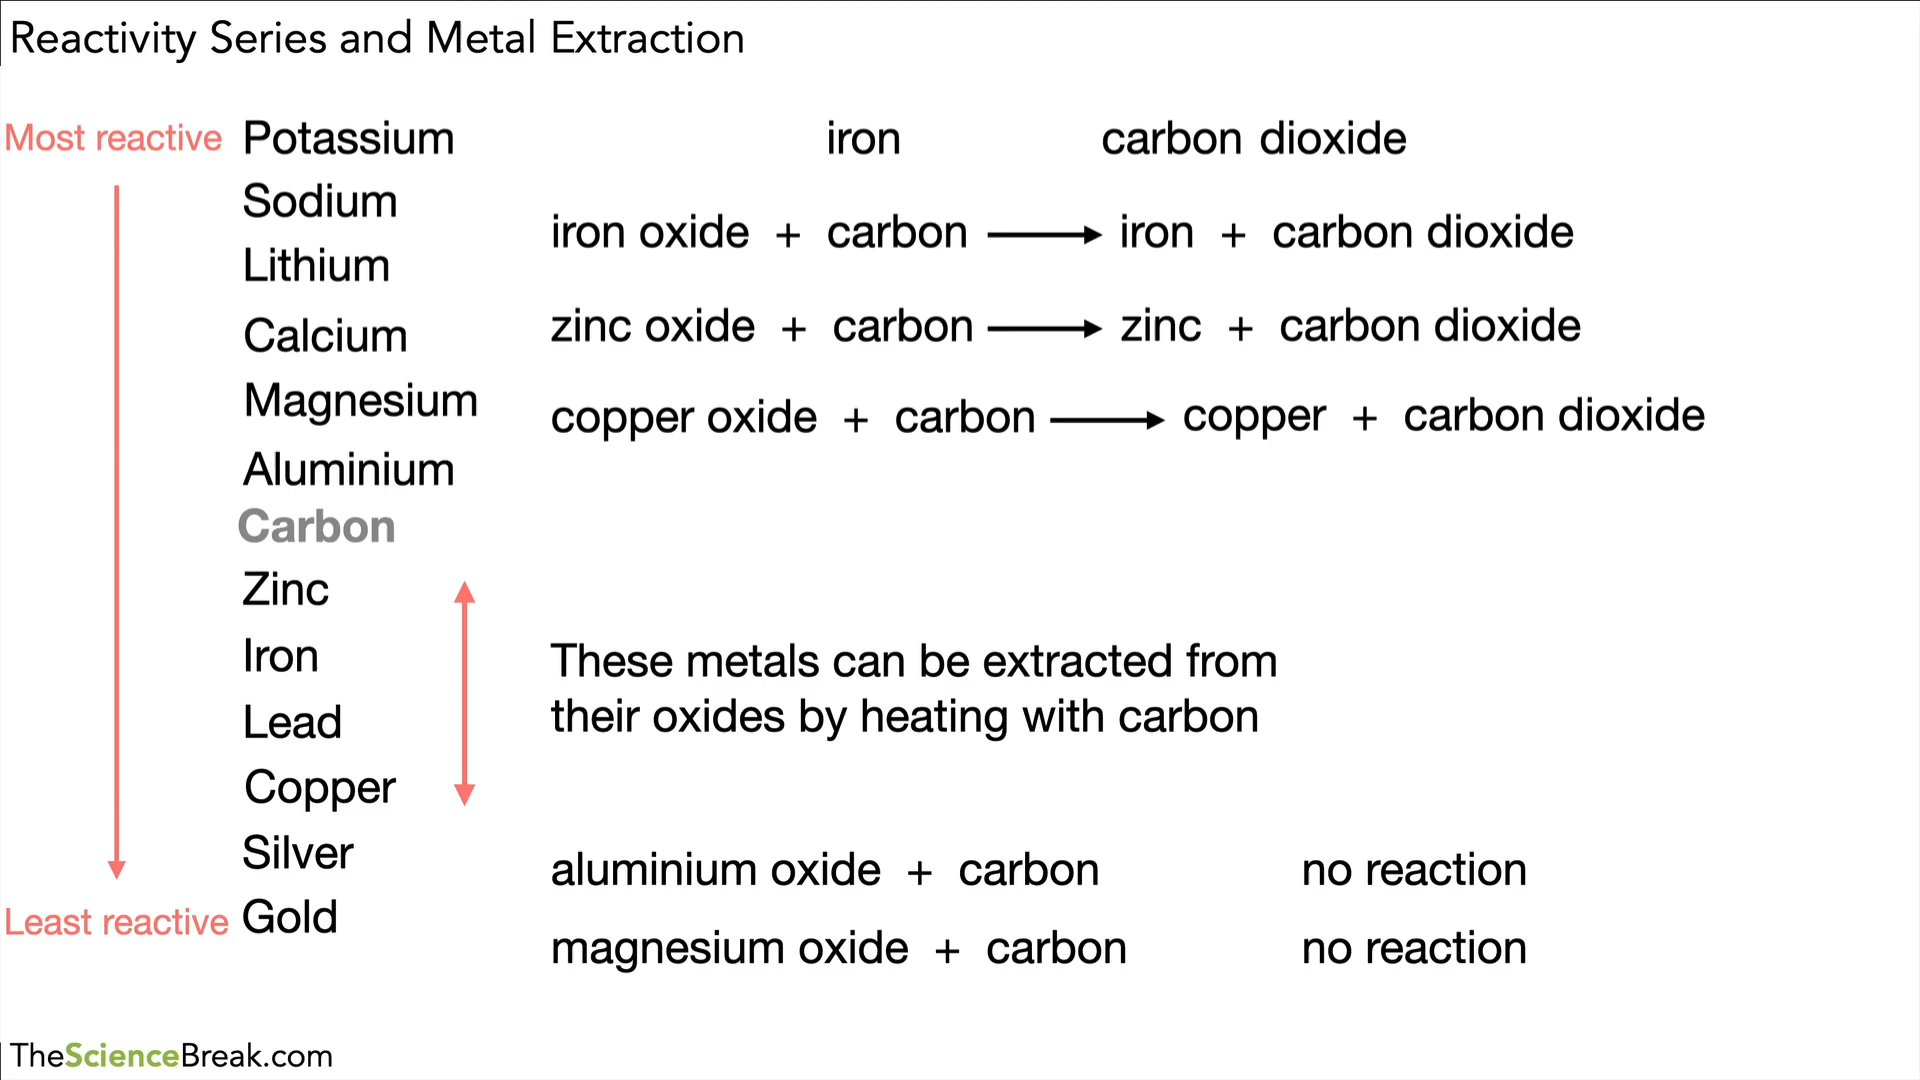 Reactivity Series and Metal Extraction
Most reactive
Potassium
Sodium
Lithium
Calcium
Magnesium
Aluminium
Carbon
Zinc
Iron
Lead
Copper
Silver
Gold
Least reactive
iron carbon dioxide
iron oxide + carbon ⟶ iron + carbon dioxide
zinc oxide + carbon ⟶ zinc + carbon dioxide
copper oxide + carbon ⟶ copper + carbon dioxide
These metals can be extracted from
their oxides by heating with carbon
aluminium oxide + carbon no reaction
magnesium oxide + carbon no reaction
TheScienceBreak.com